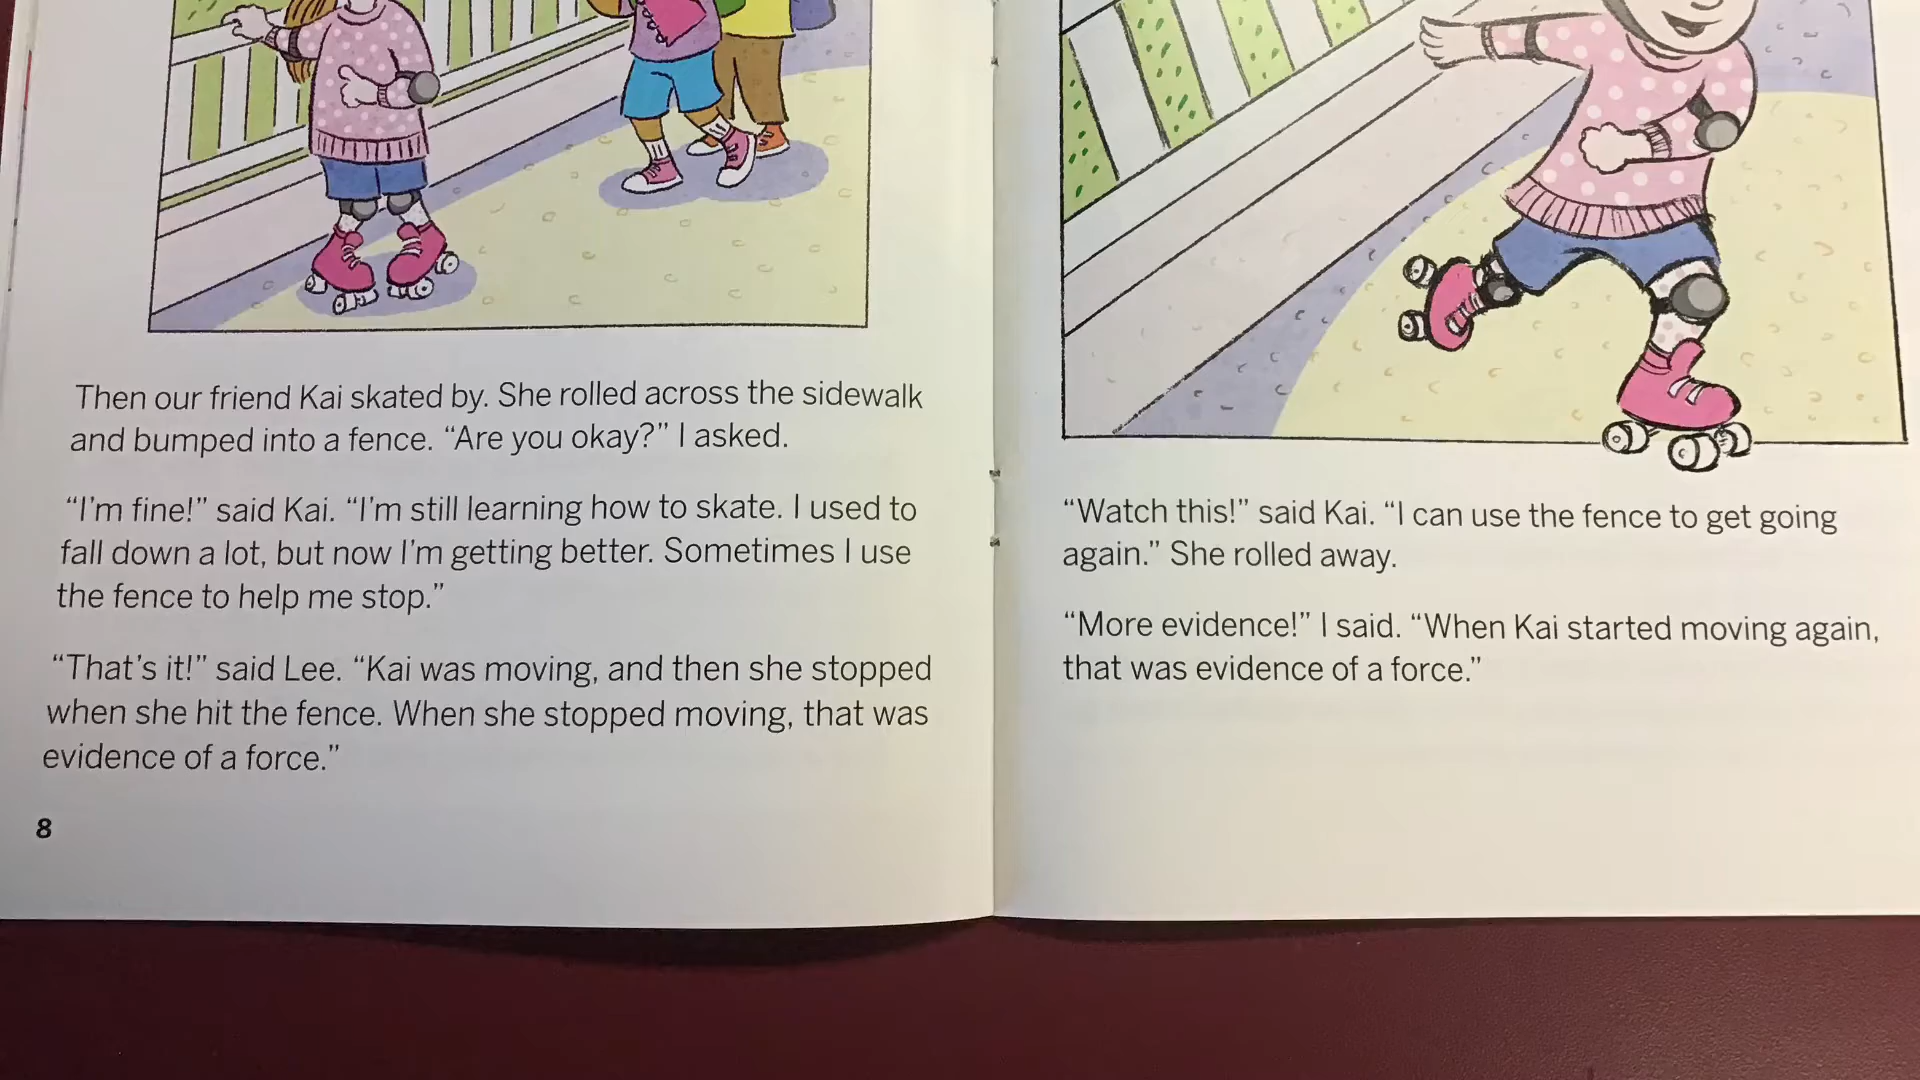 Then our friend Kai skated by. She rolled across the sidewalk
and bumped into a fence. “Are you okay?” I asked.
“I’m fine!” said Kai. “I’m still learning how to skate. I used to
fall down a lot, but now I’m getting better. Sometimes I use
the fence to help me stop.”
“That’s it!” said Lee. “Kai was moving, and then she stopped
when she hit the fence. When she stopped moving, that was
evidence of a force.”
8
“Watch this!” said Kai. “I can use the fence to get going
again.” She rolled away.
“More evidence!” I said. “When Kai started moving again,
that was evidence of a force.”